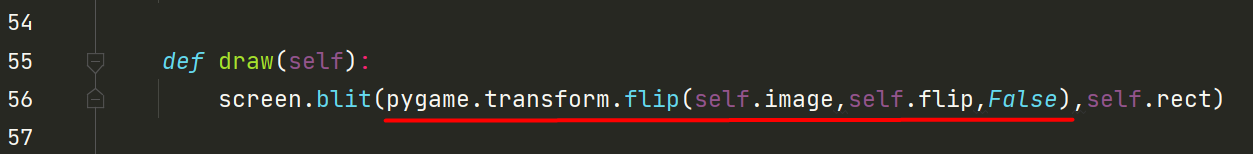 54
55 def draw(self):
56 screen.blit(pygame.transform.flip(self.image,self.flip,False),self.rect)
57